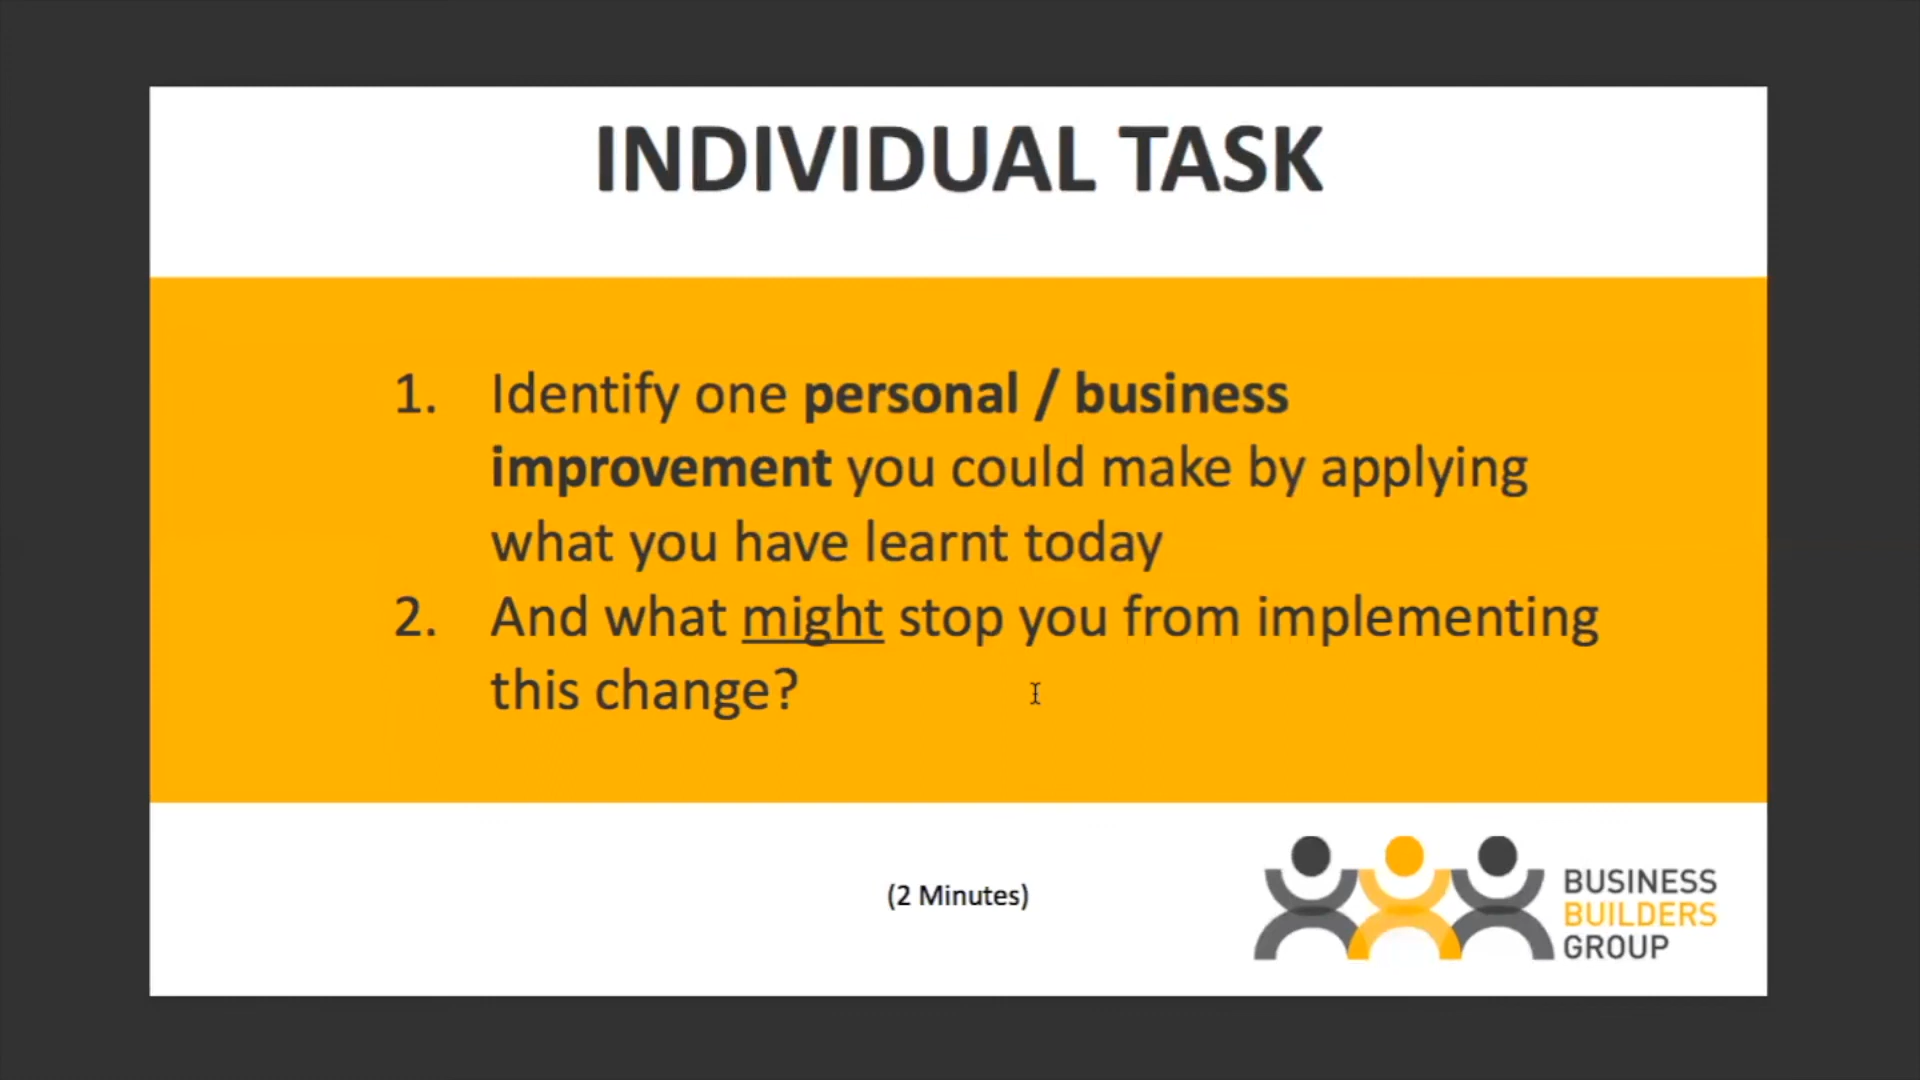 INDIVIDUAL TASK
1. Identify one personal / business
improvement you could make by applying
what you have learnt today
2. And what might stop you from implementing
this change?
(2 Minutes)
BUSINESS
BUILDERS
GROUP